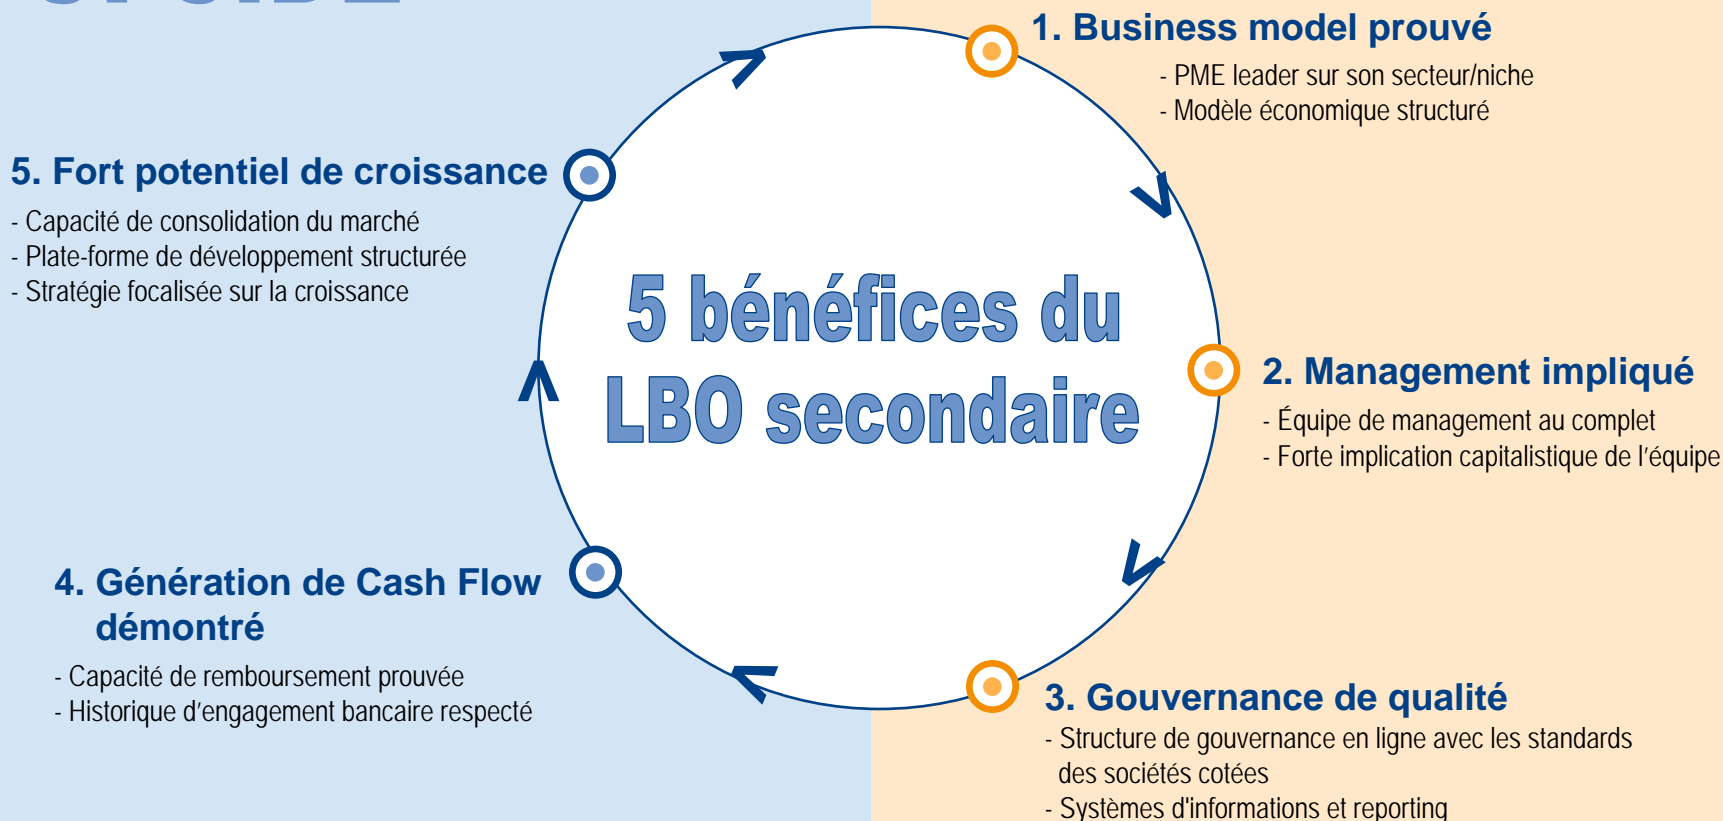 1. Business model prouvé
- PME leader sur son secteur/niche
- Modèle économique structuré
5. Fort potentiel de croissance
- Capacité de consolidation du marché
- Plate-forme de développement structurée
- Stratégie focalisée sur la croissance
5 bénéfices du
LBO secondaire
2. Management impliqué
- Équipe de management au complet
- Forte implication capitalistique de l’équipe
4. Génération de Cash Flow
démontré
- Capacité de remboursement prouvée
- Historique d’engagement bancaire respecté
3. Gouvernance de qualité
- Structure de gouvernance en ligne avec les standards
des sociétés cotées
- Systèmes d'informations et reporting